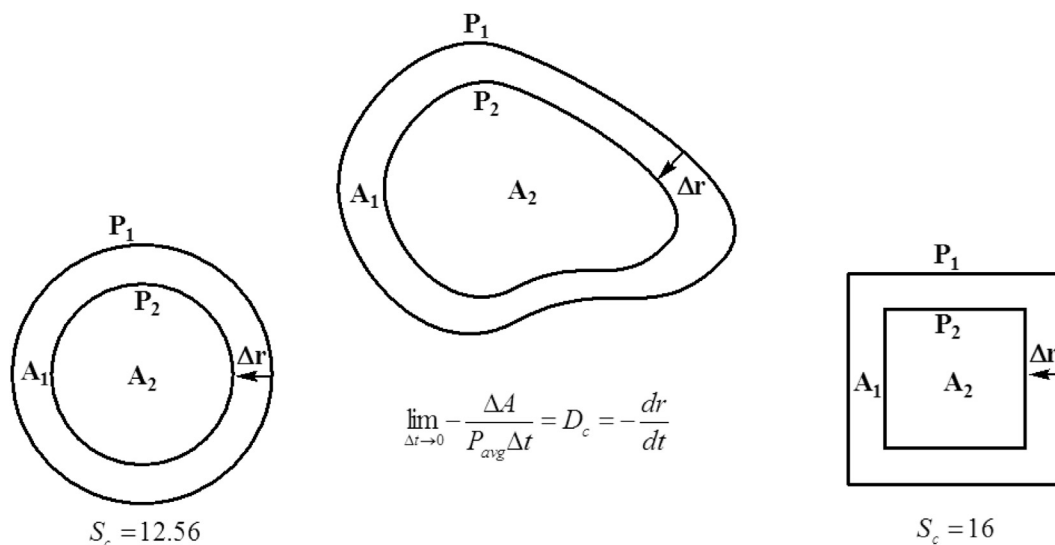 P₁
P₂
Δr
A₁
A₂
P₁
P₂
Δr
A₁
A₂
P₁
P₂
Δr
A₁
A₂
lim Δt→0 − ΔA / P_avg Δt = D_c = − dr / dt
S_c = 12.56
S_c = 16